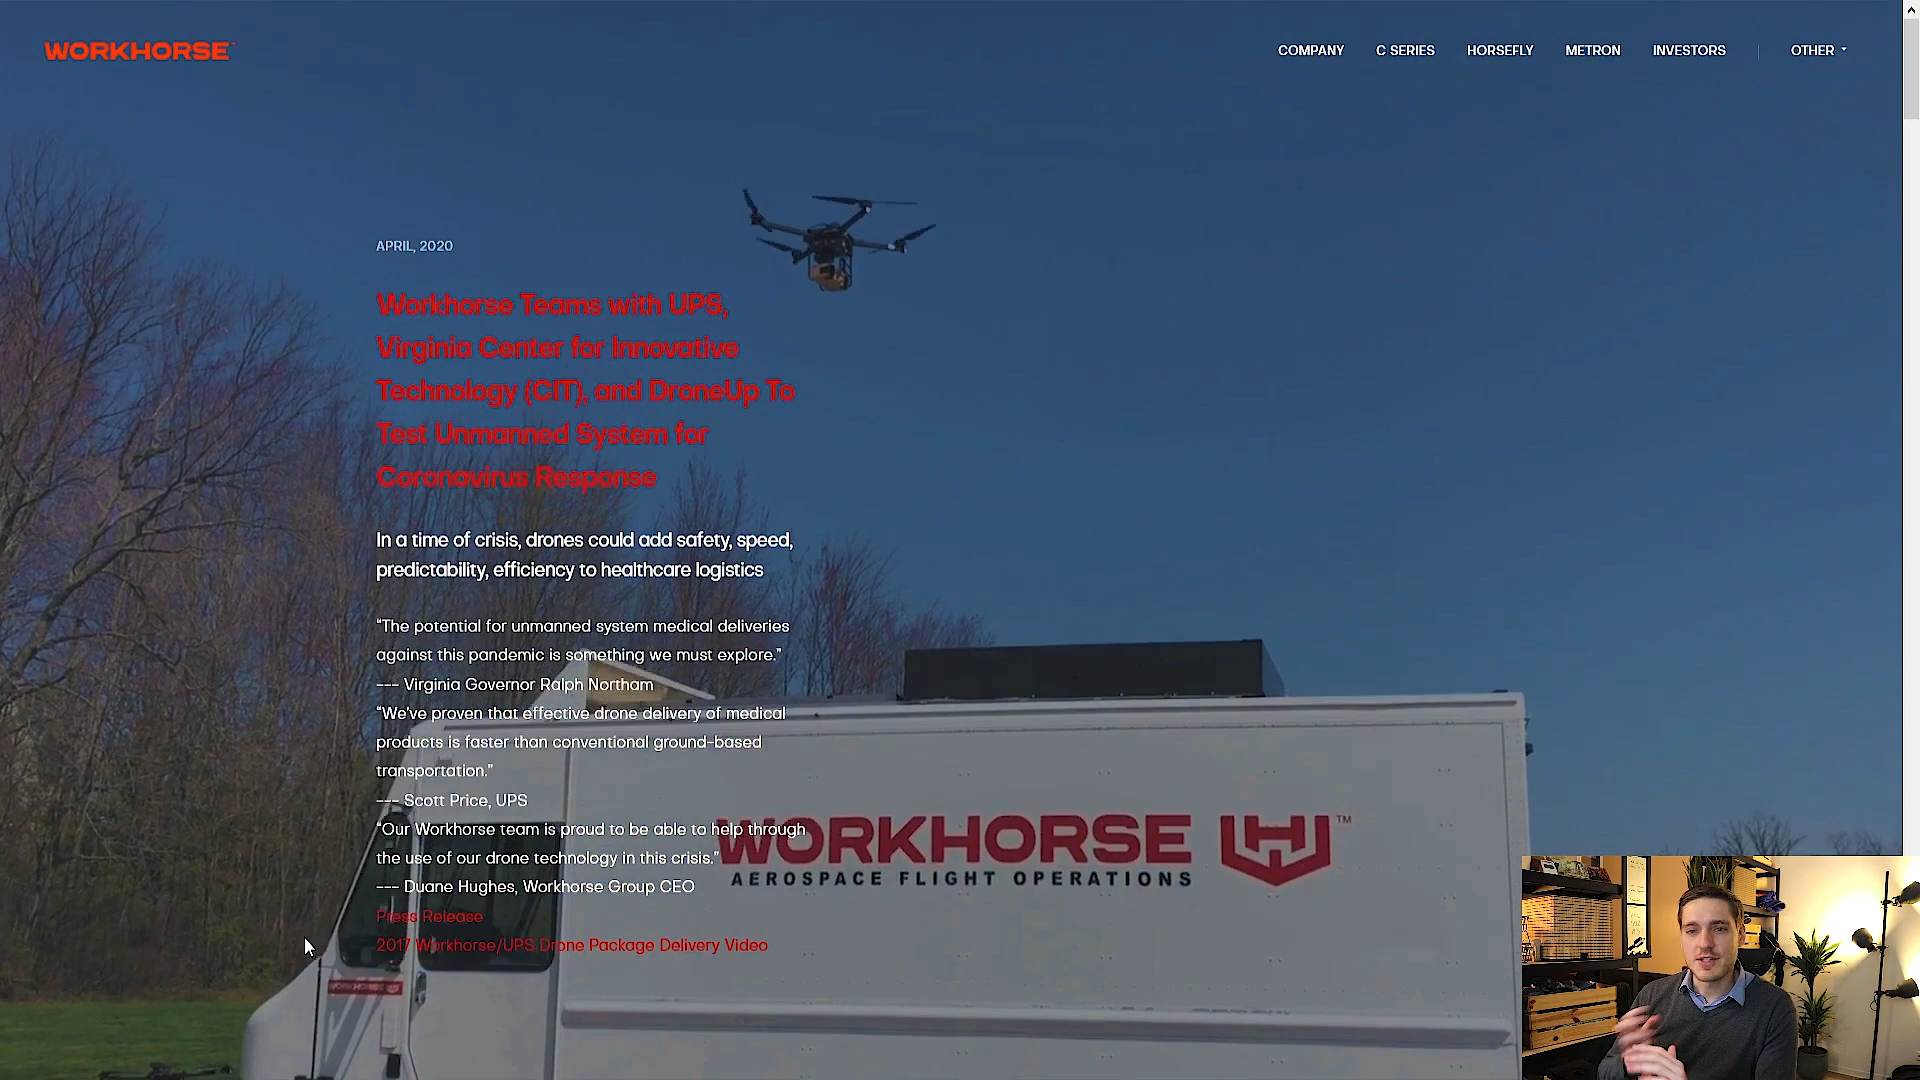 WORKHORSE
COMPANY
C SERIES
HORSEFLY
METRON
INVESTORS
OTHER
APRIL, 2020
Workhorse Teams with UPS,
Virginia Center for Innovative
Technology (CIT), and DroneUp To
Test Unmanned System for
Coronavirus Response
In a time of crisis, drones could add safety, speed,
predictability, efficiency to healthcare logistics
“The potential for unmanned system medical deliveries
against this pandemic is something we must explore.”
––– Virginia Governor Ralph Northam
“We’ve proven that effective drone delivery of medical
products is faster than conventional ground-based
transportation.”
––– Scott Price, UPS
“Our Workhorse team is proud to be able to help through
the use of our drone technology in this crisis.”
––– Duane Hughes, Workhorse Group CEO
Press Release
2017 Workhorse/UPS Drone Package Delivery Video
WORKHORSE ™
AEROSPACE FLIGHT OPERATIONS
WORKHORSE